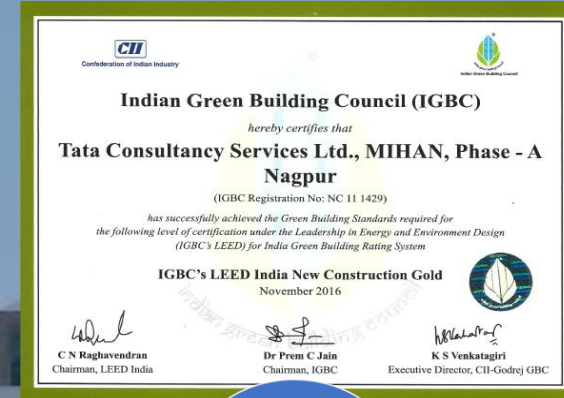 CII
Confederation of Indian Industry
Indian Green Building Council
Indian Green Building Council (IGBC)
hereby certifies that
Tata Consultancy Services Ltd., MIHAN, Phase - A
Nagpur
(IGBC Registration No: NC 11 1429)
has successfully achieved the Green Building Standards required for
the following level of certification under the Leadership in Energy and Environment Design
(IGBC's LEED) for India Green Building Rating System
IGBC's LEED India New Construction Gold
November 2016
indian green building council
C N Raghavendran
Chairman, LEED India
Dr Prem C Jain
Chairman, IGBC
K S Venkatagiri
Executive Director, CII-Godrej GBC